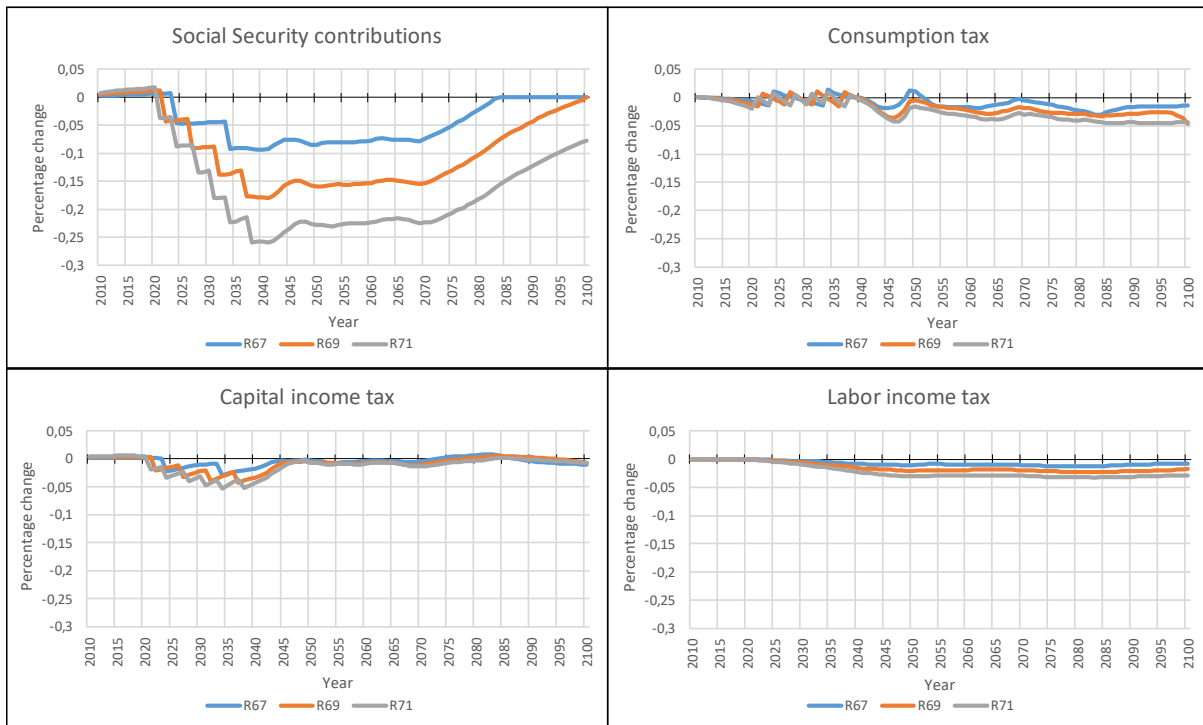 Social Security contributions
Percentage change
0,05
0
-0,05
-0,1
-0,15
-0,2
-0,25
-0,3
2010 2015 2020 2025 2030 2035 2040 2045 2050 2055 2060 2065 2070 2075 2080 2085 2090 2095 2100
Year
R67 R69 R71
Consumption tax
Percentage change
0,05
0
-0,05
-0,1
-0,15
-0,2
-0,25
-0,3
2010 2015 2020 2025 2030 2035 2040 2045 2050 2055 2060 2065 2070 2075 2080 2085 2090 2095 2100
Year
R67 R69 R71
Capital income tax
Percentage change
0,05
0
-0,05
-0,1
-0,15
-0,2
-0,25
-0,3
2010 2015 2020 2025 2030 2035 2040 2045 2050 2055 2060 2065 2070 2075 2080 2085 2090 2095 2100
Year
R67 R69 R71
Labor income tax
Percentage change
0,05
0
-0,05
-0,1
-0,15
-0,2
-0,25
-0,3
2010 2015 2020 2025 2030 2035 2040 2045 2050 2055 2060 2065 2070 2075 2080 2085 2090 2095 2100
Year
R67 R69 R71